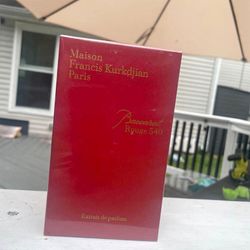 Maison
Francis Kurkdjian
Paris
Baccarat
Rouge 540
Extrait de parfum